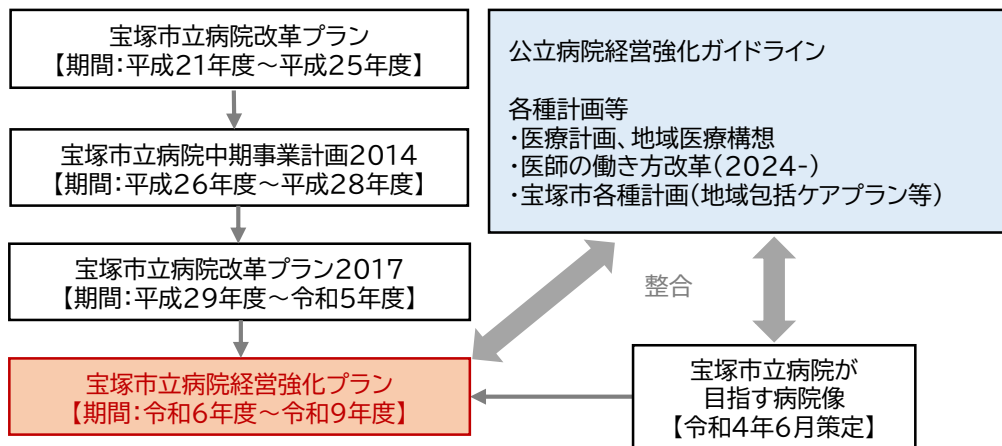 宝塚市立病院改革プラン
【期間：平成21年度～平成25年度】
宝塚市立病院中期事業計画2014
【期間：平成26年度～平成28年度】
宝塚市立病院改革プラン2017
【期間：平成29年度～令和5年度】
宝塚市立病院経営強化プラン
【期間：令和6年度～令和9年度】
公立病院経営強化ガイドライン
各種計画等
・医療計画、地域医療構想
・医師の働き方改革（2024-）
・宝塚市各種計画（地域包括ケアプラン等）
整合
宝塚市立病院が
目指す病院像
【令和4年6月策定】